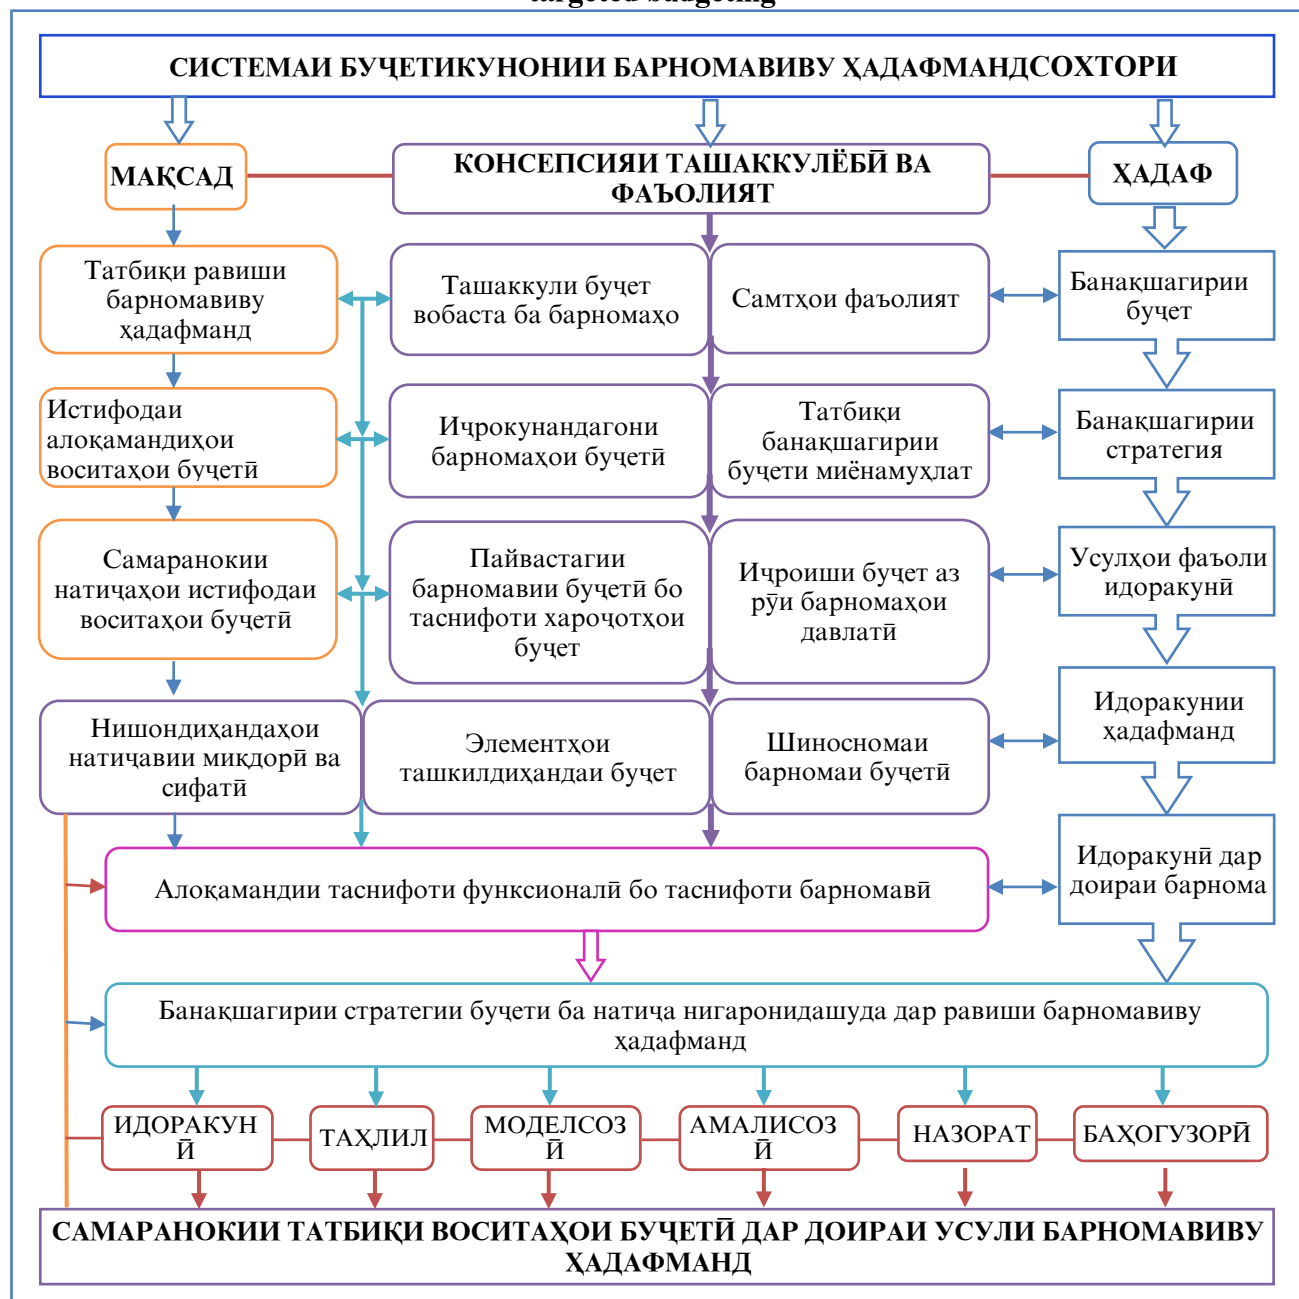 targeted budgeting
СИСТЕМАИ БУҶЕТИКУНОНИИ БАРНОМАВИВУ ҲАДАФМАНДСОХТОРИ
МАҚСАД
КОНСЕПСИЯИ ТАШАККУЛЁБӢ ВА
ФАЪОЛИЯТ
ҲАДАФ
Татбиқи равиши
барномавиву
ҳадафманд
Ташаккули буҷет
вобаста ба барномаҳо
Самтҳои фаъолият
Банақшагирии
буҷет
Истифодаи
алоқамандиҳои
воситаҳои буҷетӣ
Иҷрокунандагони
барномаҳои буҷетӣ
Татбиқи
банақшагирии
буҷети миёнамуҳлат
Банақшагирии
стратегия
Самаранокии
натиҷаҳои истифодаи
воситаҳои буҷетӣ
Пайвастагии
барномавии буҷетӣ бо
таснифоти хароҷотҳои
буҷет
Иҷроиши буҷет аз
рӯи барномаҳои
давлатӣ
Усулҳои фаъоли
идоракунӣ
Нишондиҳандаҳои
натиҷавии миқдорӣ ва
сифатӣ
Элементҳои
ташкилдиҳандаи буҷет
Шиносномаи
барномаи буҷетӣ
Идоракунии
ҳадафманд
Алоқамандии таснифоти функсионалӣ бо таснифоти барномавӣ
Идоракунӣ дар
доираи барнома
Банақшагирии стратегии буҷети ба натиҷа нигаронидашуда дар равиши барномавиву
ҳадафманд
ИДОРАКУН
Ӣ
ТАҲЛИЛ
МОДЕЛСОЗ
Ӣ
АМАЛИСОЗ
Ӣ
НАЗОРАТ
БАҲОГУЗОРӢ
САМАРАНОКИИ ТАТБИҚИ ВОСИТАҲОИ БУҶЕТӢ ДАР ДОИРАИ УСУЛИ БАРНОМАВИВУ
ҲАДАФМАНД